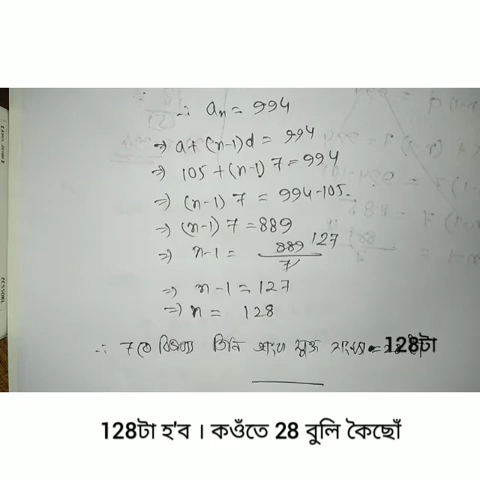 ∴ aₙ = 994
⇒ a+(n-1)d = 994
⇒ 105+(n-1) 7 = 994
⇒ (n-1) 7 = 994-105
⇒ (n-1) 7 = 889
⇒ n-1 = 889/7 127
⇒ n-1 = 127
⇒ n = 128
∴ 7 ৰে বিভাজ্য তিনি অংক যুক্ত সংখ্যা = 128টা
128টা হ'ব । কওঁতে 28 বুলি কৈছোঁ